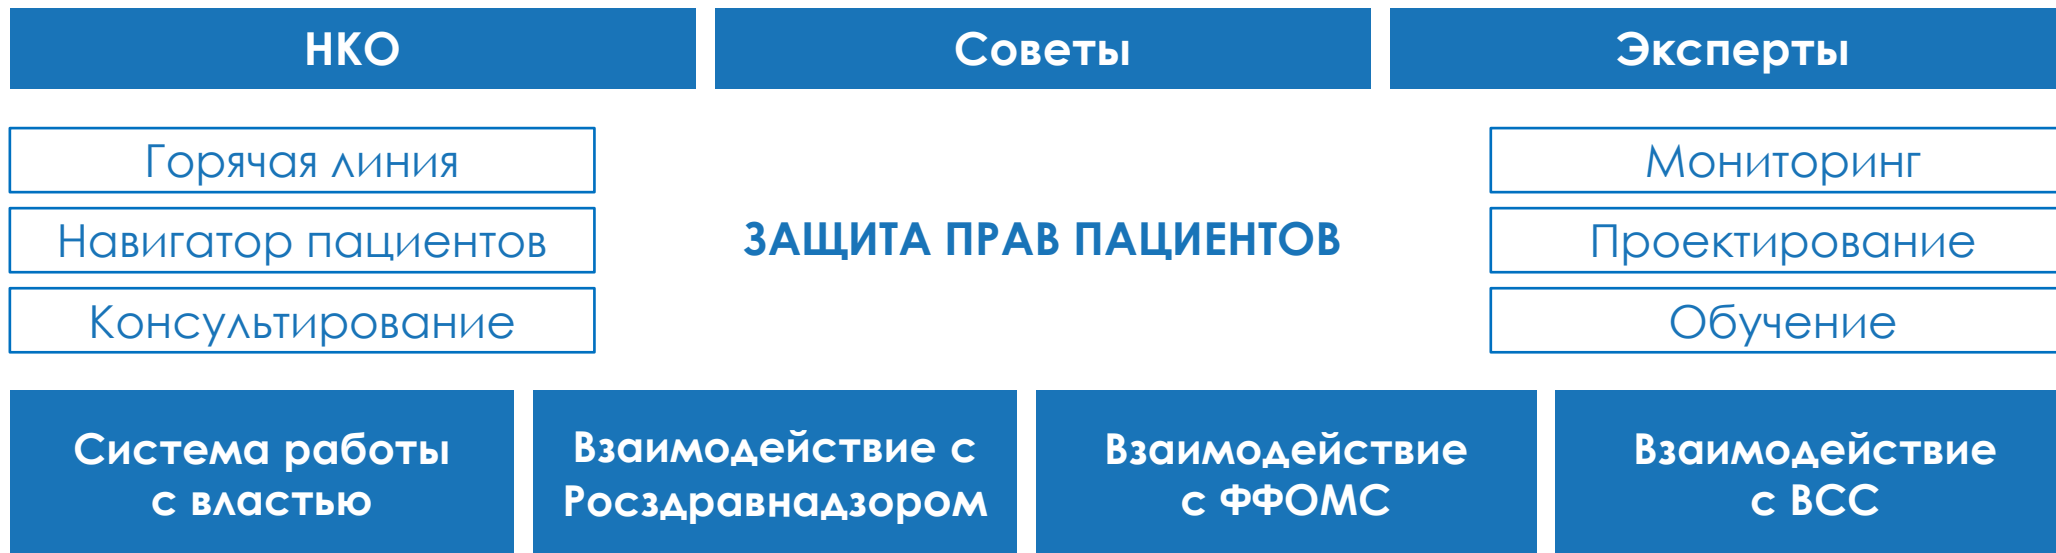 НКО
Советы
Эксперты
Горячая линия
Навигатор пациентов
Консультирование
ЗАЩИТА ПРАВ ПАЦИЕНТОВ
Мониторинг
Проектирование
Обучение
Система работы
с властью
Взаимодействие с
Росздравнадзором
Взаимодействие
с ФФОМС
Взаимодействие
с ВСС